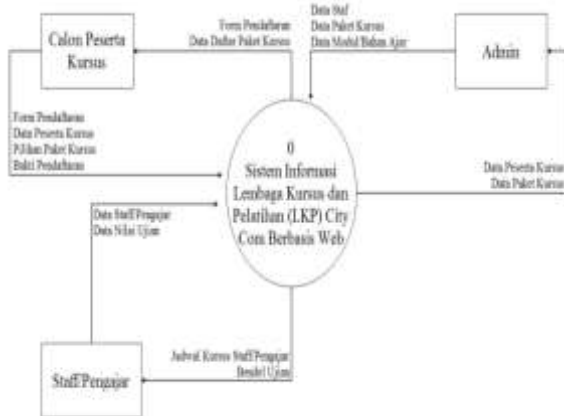 Form Pendaftaran
Data Daftar Paket Kursus
Data Staf
Data Paket Kursus
Data Modul/Bahan Ajar
Calon Peserta
Kursus
Admin
Form Pendaftaran
Data Peserta Kursus
Pilihan Paket Kursus
Bukti Pendaftaran
0
Sistem Informasi
Lembaga Kursus dan
Pelatihan (LKP) City
Com Berbasis Web
Data Peserta Kursus
Data Paket Kursus
Data Staff/Pengajar
Data Nilai Ujian
Jadwal Kursus Staff/Pengajar
Bendel Ujian
Staff/Pengajar